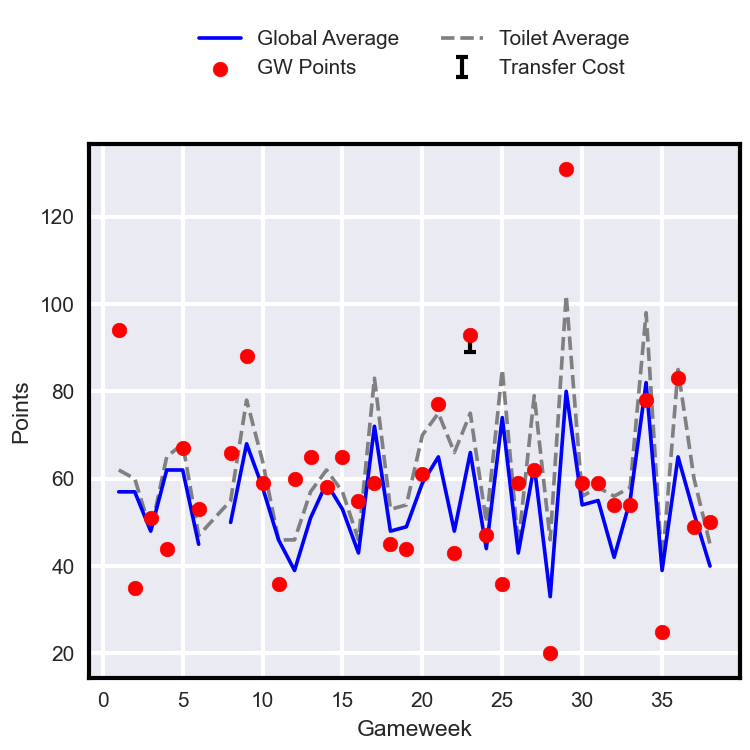 Global Average
Toilet Average
GW Points
Transfer Cost
Points
120
100
80
60
40
20
0 5 10 15 20 25 30 35
Gameweek